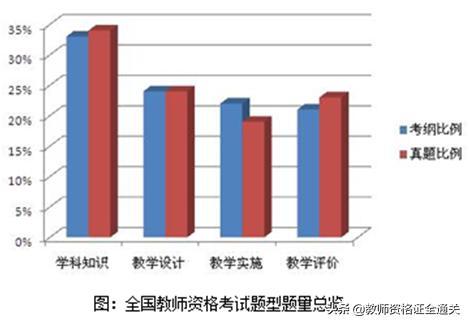 35%
30%
25%
20%
15%
10%
5%
0%
学科知识 教学设计 教学实施 教学评价
考纲比例
真题比例
图：全国教师资格考试题型题量总览
头条@教师资格证全通关